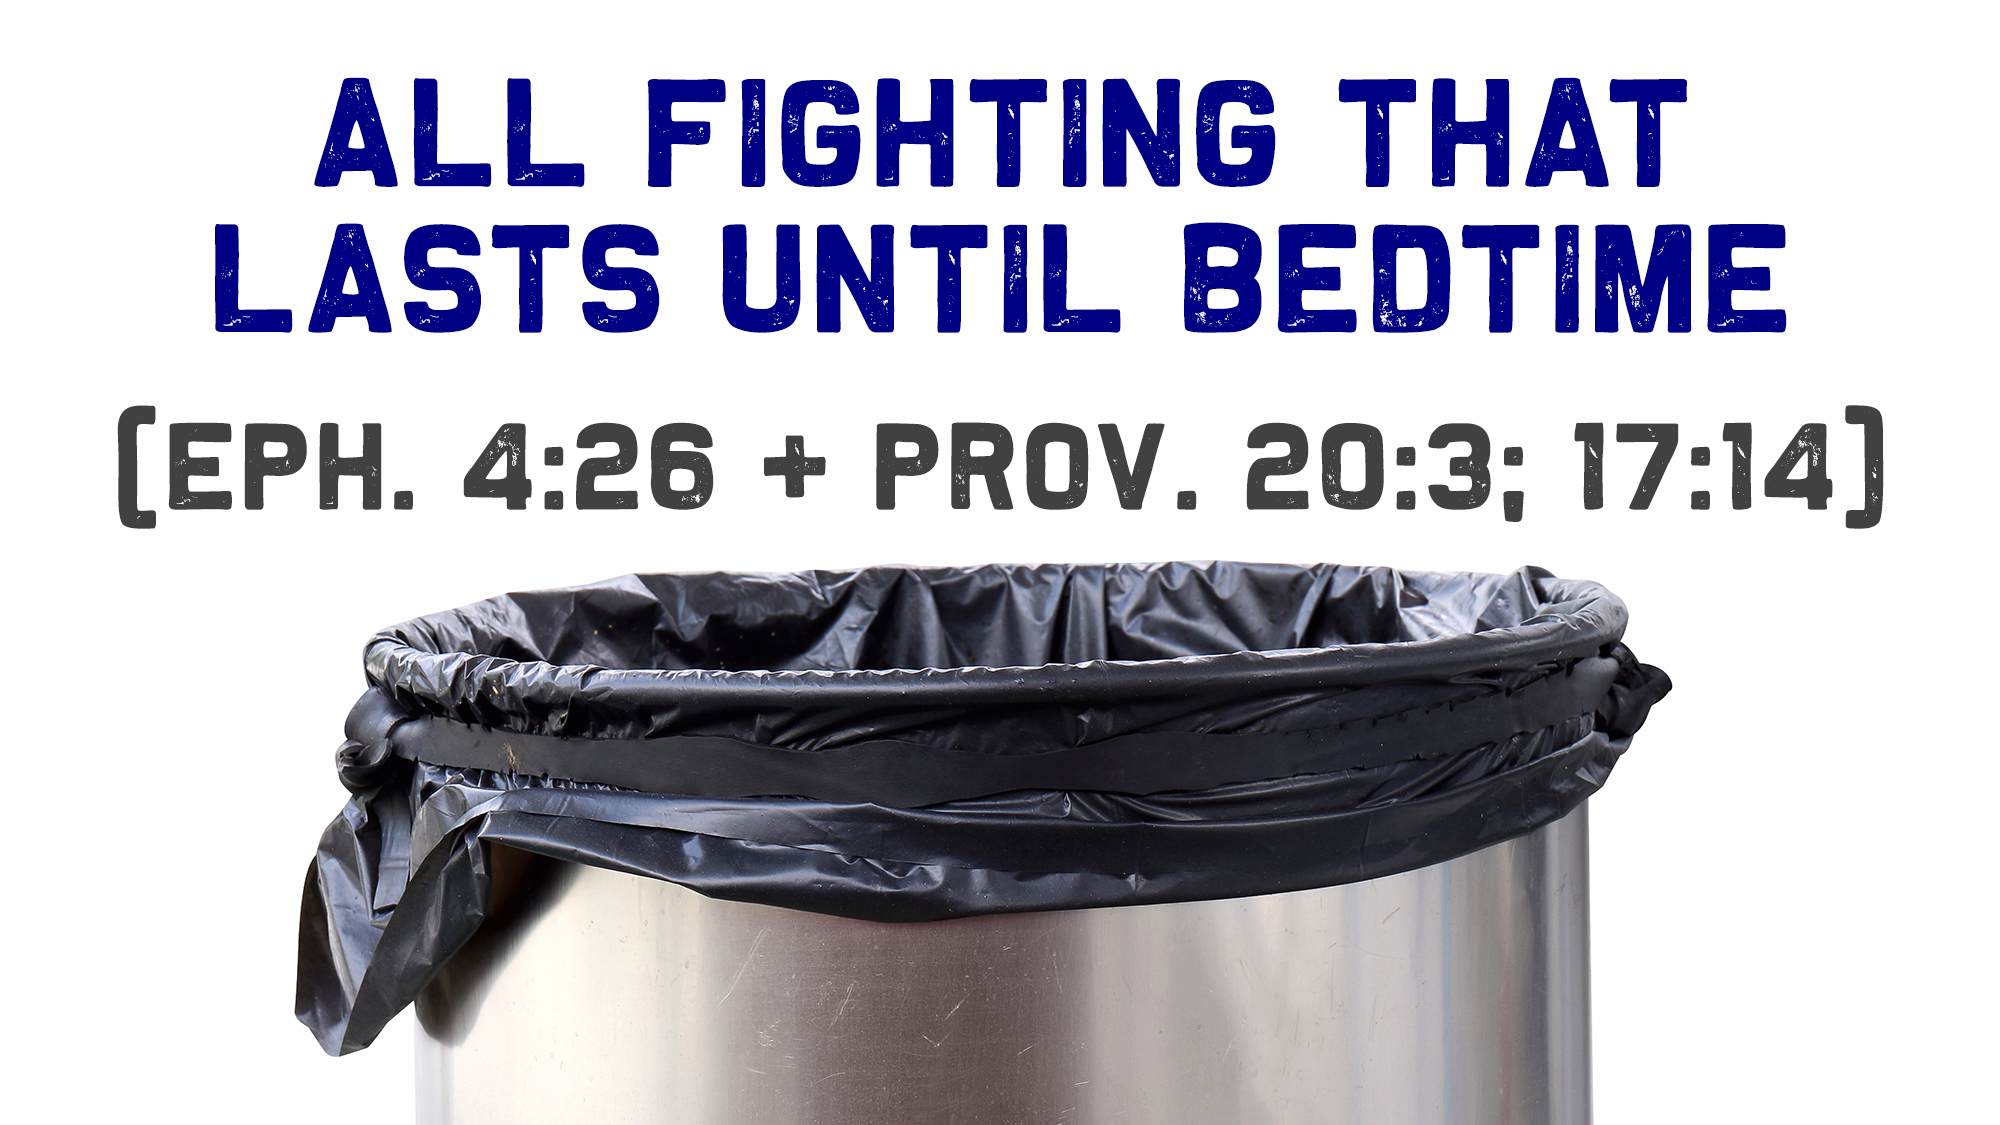 ALL FIGHTING THAT
LASTS UNTIL BEDTIME
[EPH. 4:26 + PROV. 20:3; 17:14]